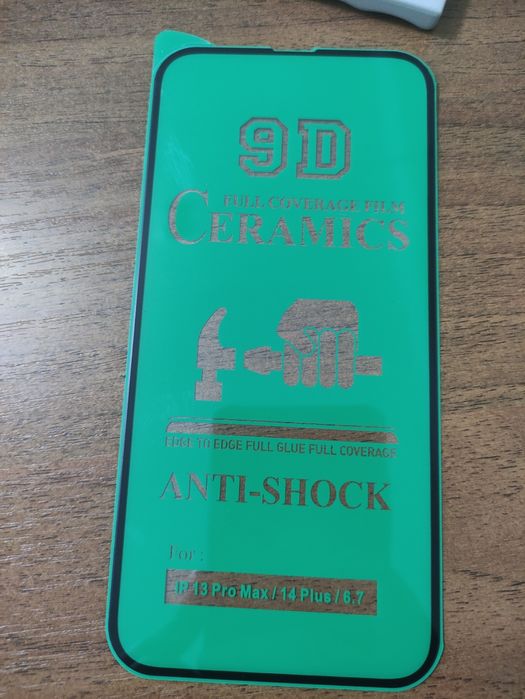 9D
FULL COVERAGE FILM
CERAMICS
EDGE TO EDGE FULL GLUE FULL COVERAGE
ANTI-SHOCK
For :
IP 13 Pro Max / 14 Plus / 6.7